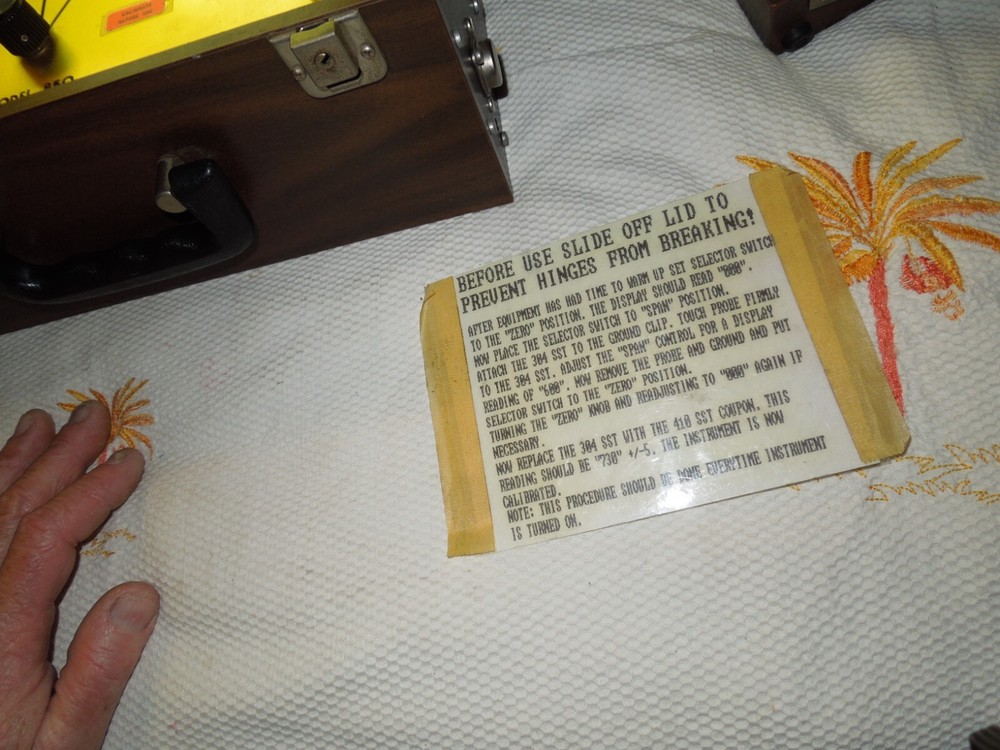 MODEL 850
BEFORE USE SLIDE OFF LID TO
PREVENT HINGES FROM BREAKING!
AFTER EQUIPMENT HAS HAD TIME TO WARM UP SET SELECTOR SWITCH
TO THE "ZERO" POSITION. THE DISPLAY SHOULD READ "000".
NOW PLACE THE SELECTOR SWITCH TO "SPAN" POSITION.
ATTACH THE 304 SST TO THE GROUND CLIP. TOUCH PROBE FIRMLY
TO THE 304 SST. ADJUST THE "SPAN" CONTROL FOR A DISPLAY
READING OF "600". NOW REMOVE THE PROBE AND GROUND AND PUT
SELECTOR SWITCH TO THE "ZERO" POSITION.
TURNING THE "ZERO" KNOB AND READJUSTING TO "000" AGAIN IF
NECESSARY.
NOW REPLACE THE 304 SST WITH THE 410 SST COUPON. THIS
READING SHOULD BE "730" +/-5. THE INSTRUMENT IS NOW
CALIBRATED.
NOTE: THIS PROCEDURE SHOULD BE DONE EVERYTIME INSTRUMENT
IS TURNED ON.